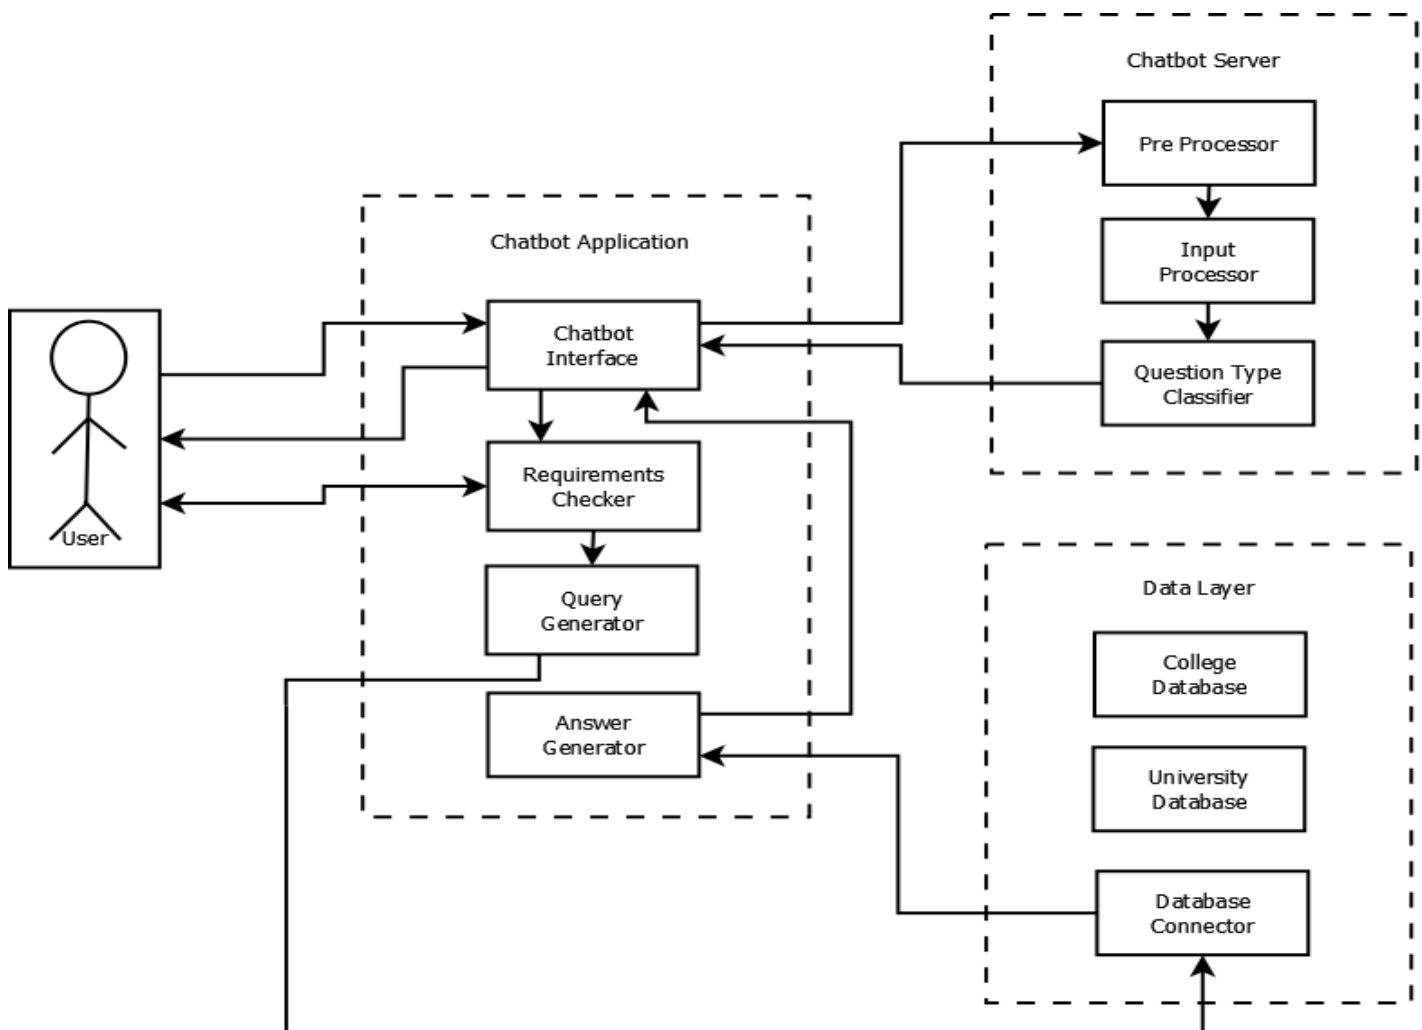 Chatbot Server
Pre Processor
Input
Processor
Question Type
Classifier
Chatbot Application
Chatbot
Interface
Requirements
Checker
Query
Generator
Answer
Generator
User
Data Layer
College
Database
University
Database
Database
Connector